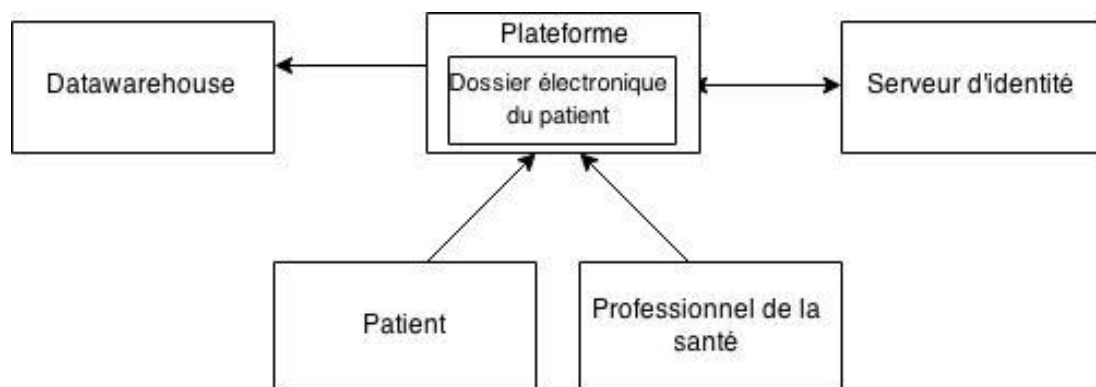 Plateforme
Datawarehouse
Dossier électronique
du patient
Serveur d'identité
Patient
Professionnel de la
santé